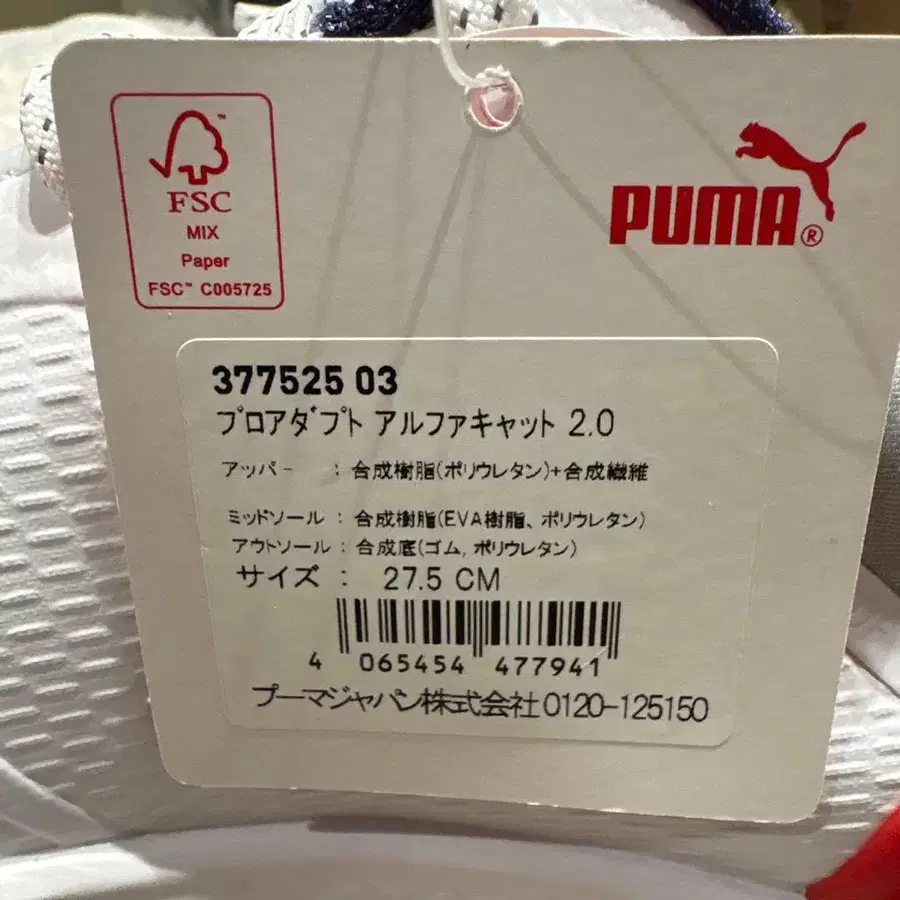 FSC
MIX
Paper
FSC™ C005725
PUMA®
377525 03
プロアダプト アルファキャット 2.0
アッパー : 合成樹脂(ポリウレタン)+合成繊維
ミッドソール : 合成樹脂(EVA樹脂、ポリウレタン)
アウトソール : 合成底(ゴム, ポリウレタン)
サイズ : 27.5 CM
4 065454 477941
プーマジャパン株式会社 0120-125150